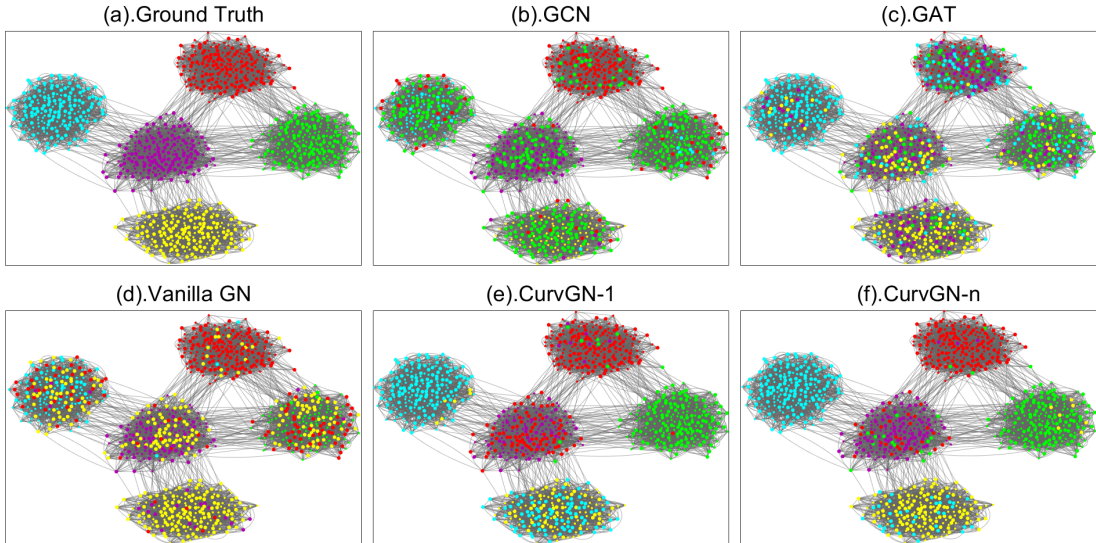 (a).Ground Truth
(b).GCN
(c).GAT
(d).Vanilla GN
(e).CurvGN-1
(f).CurvGN-n